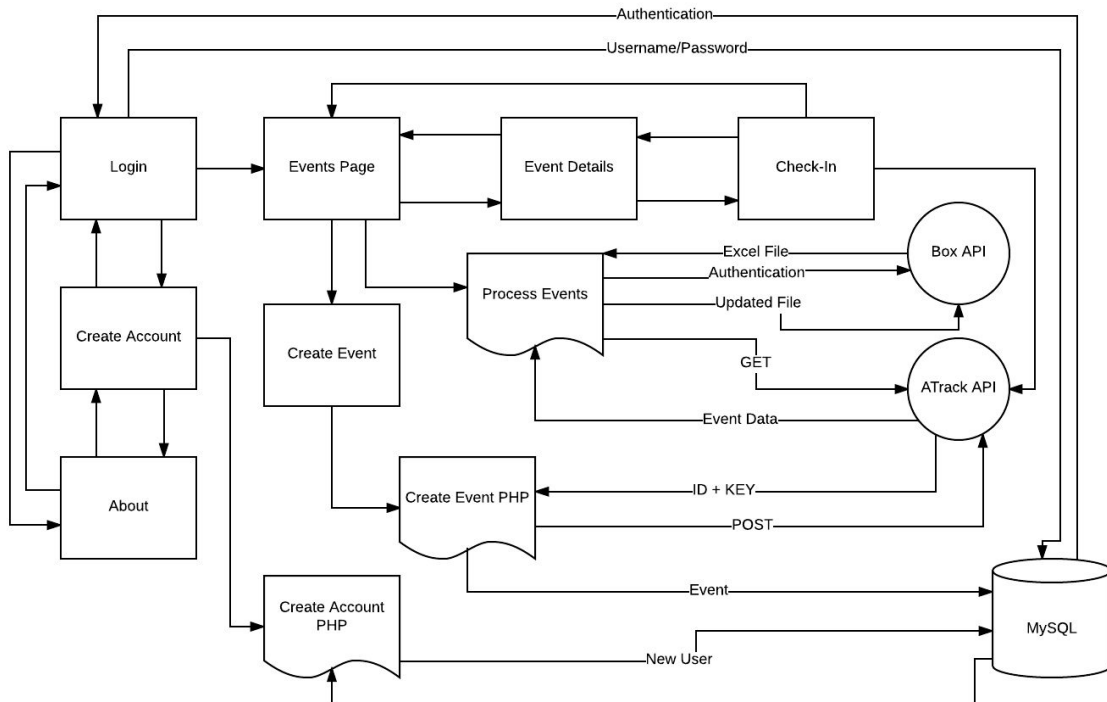 Authentication
Username/Password
Login
Events Page
Event Details
Check-In
Excel File
Box API
Authentication
Process Events
Updated File
Create Account
Create Event
GET
ATrack API
Event Data
About
Create Event PHP
ID + KEY
POST
Event
Create Account
PHP
MySQL
New User